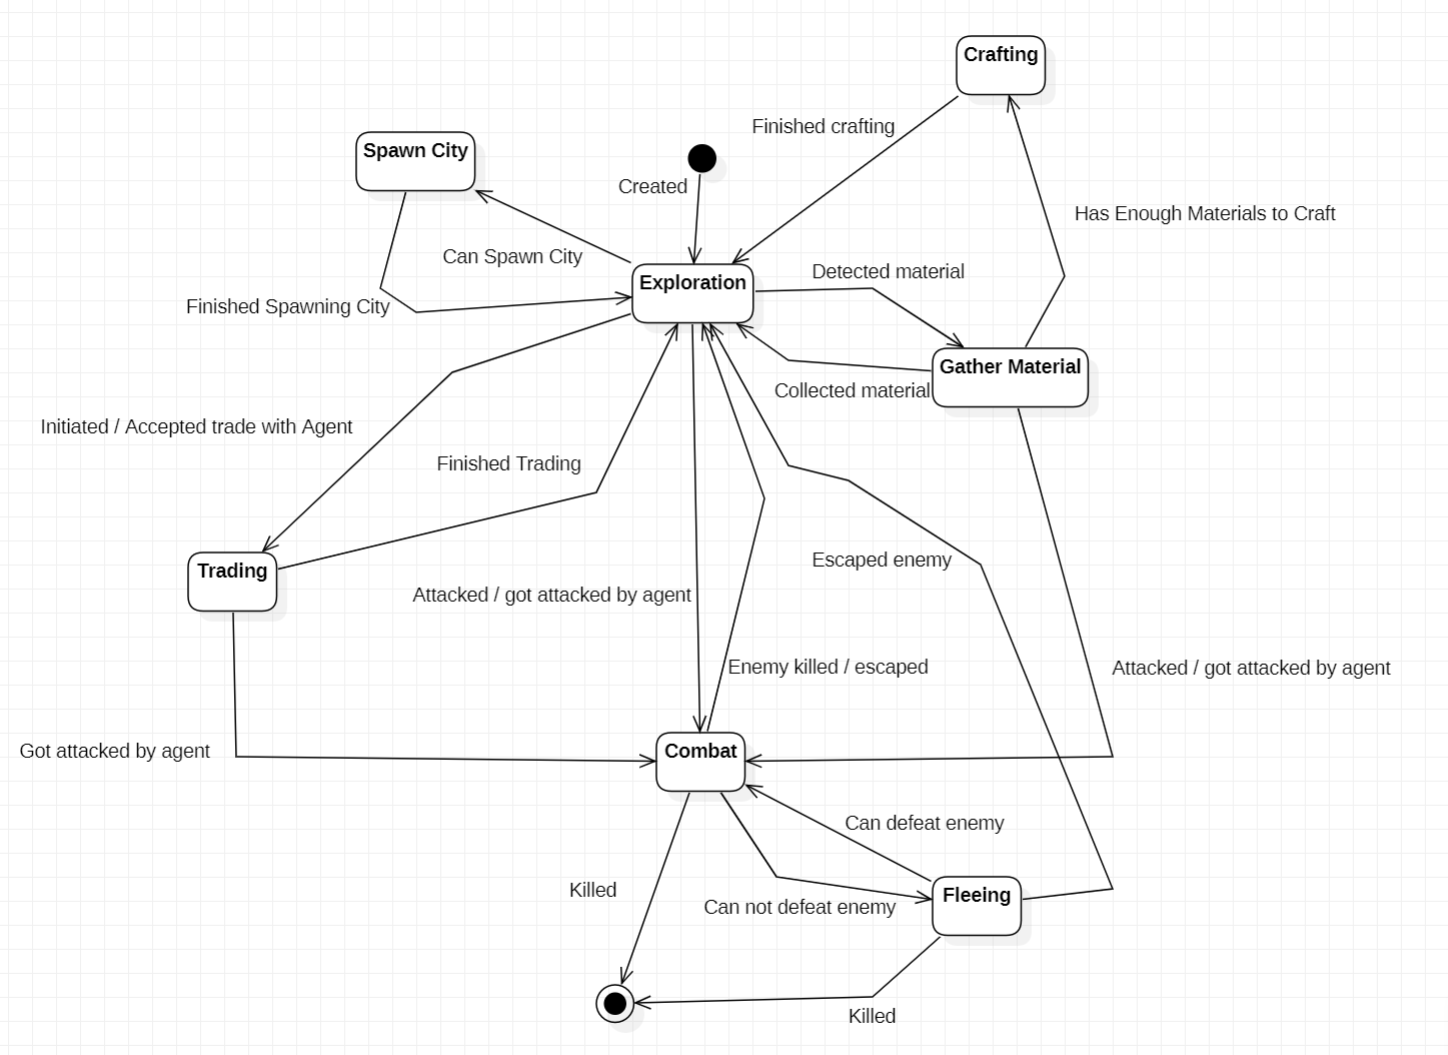 Crafting
Finished crafting
Spawn City
Created
Has Enough Materials to Craft
Can Spawn City
Detected material
Exploration
Finished Spawning City
Gather Material
Collected material
Initiated / Accepted trade with Agent
Finished Trading
Escaped enemy
Trading
Attacked / got attacked by agent
Enemy killed / escaped
Attacked / got attacked by agent
Got attacked by agent
Combat
Can defeat enemy
Killed
Can not defeat enemy
Fleeing
Killed